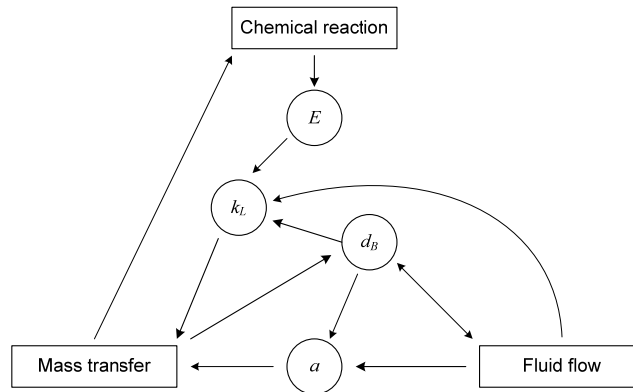 Chemical reaction
E
k_L
d_B
Mass transfer
a
Fluid flow